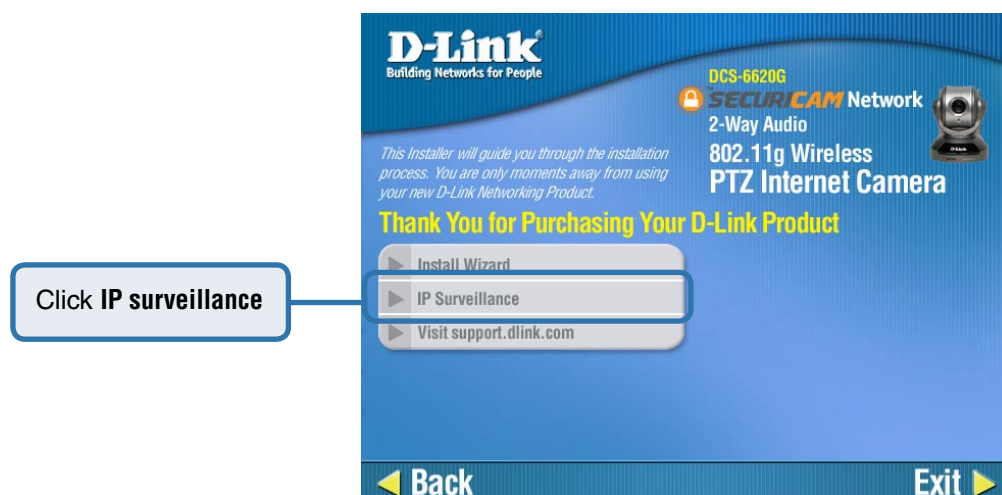 D-Link
Building Networks for People
DCS-6620G
SECURICAM™ Network
2-Way Audio
802.11g Wireless
PTZ Internet Camera
D-Link
This Installer will guide you through the installation
process. You are only moments away from using
your new D-Link Networking Product.
Thank You for Purchasing Your D-Link Product
Install Wizard
Click IP surveillance
IP Surveillance
Visit support.dlink.com
Back
Exit